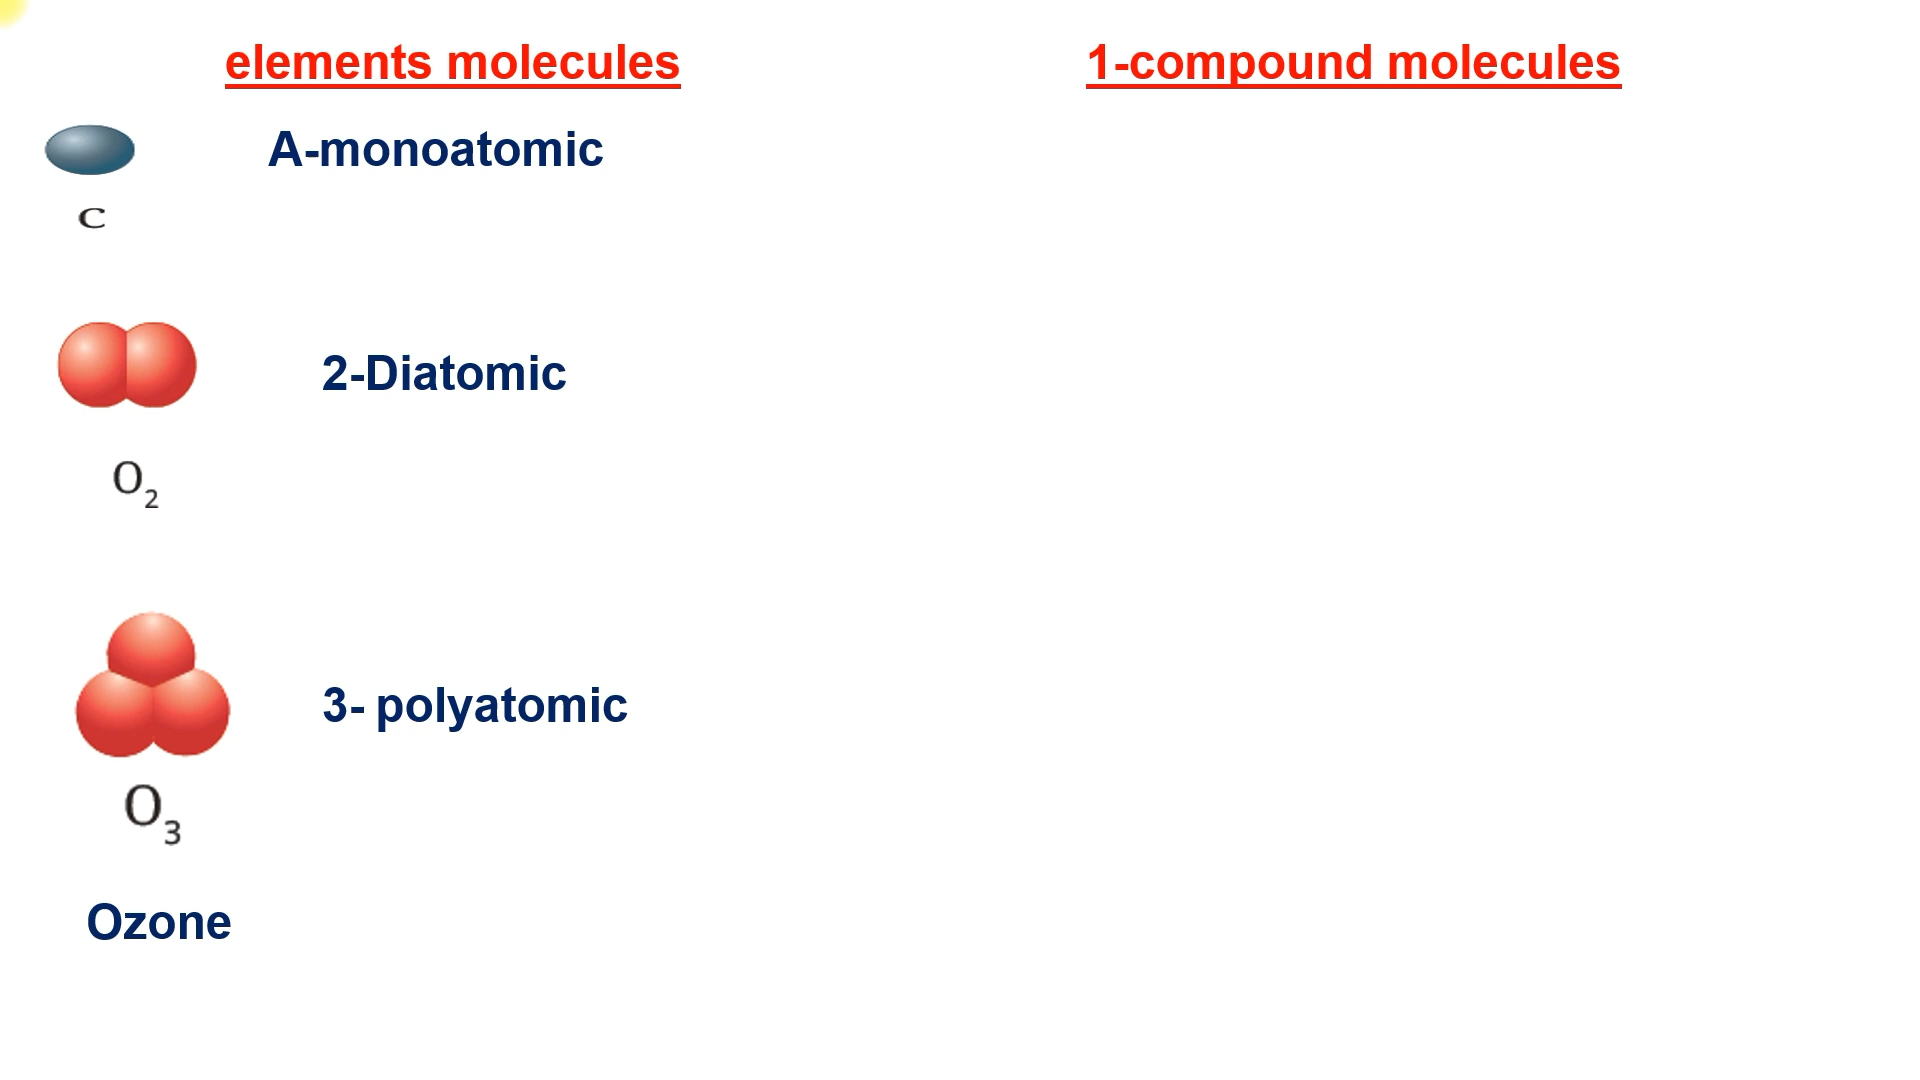 elements molecules
1-compound molecules
A-monoatomic
C
2-Diatomic
O2
3- polyatomic
O3
Ozone